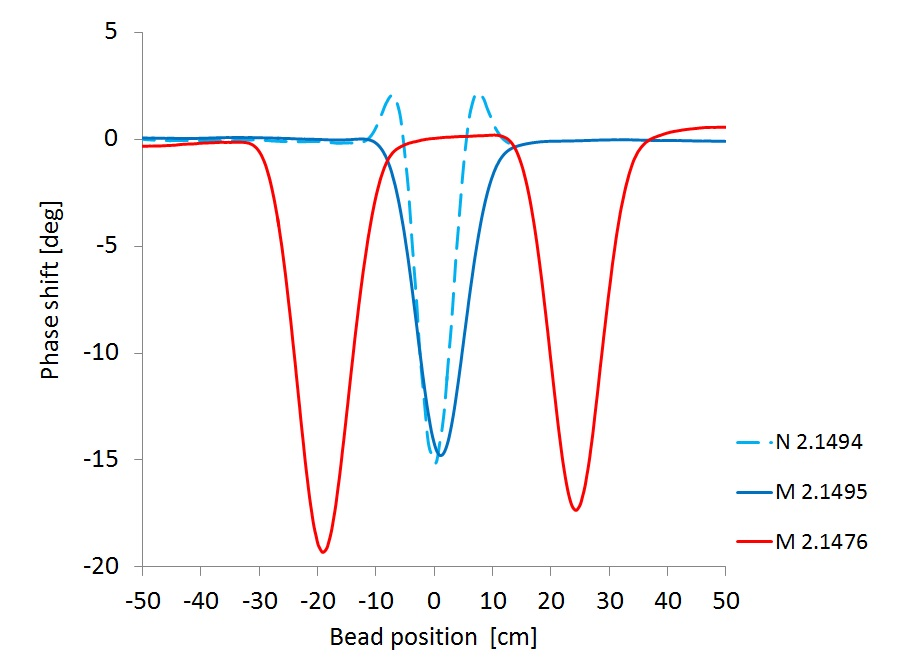 5
0
-5
-10
-15
-20
Phase shift [deg]
-50 -40 -30 -20 -10 0 10 20 30 40 50
Bead position [cm]
N 2.1494
M 2.1495
M 2.1476